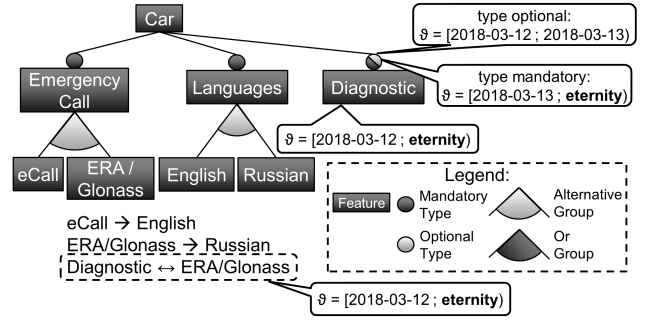 Car
type optional:
ϑ = [2018-03-12 ; 2018-03-13)
Emergency
Call
Languages
Diagnostic
type mandatory:
ϑ = [2018-03-13 ; eternity)
ϑ = [2018-03-12 ; eternity)
eCall
ERA /
Glonass
English
Russian
Legend:
Feature
Mandatory
Type
Alternative
Group
Optional
Type
Or
Group
eCall → English
ERA/Glonass → Russian
Diagnostic ↔ ERA/Glonass
ϑ = [2018-03-12 ; eternity)